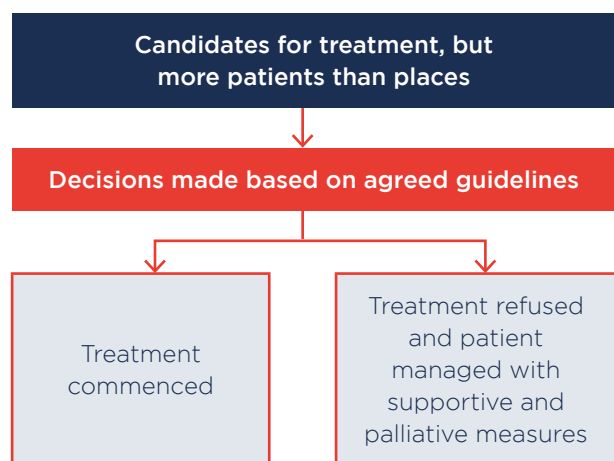 Candidates for treatment, but
more patients than places
Decisions made based on agreed guidelines
Treatment
commenced
Treatment refused
and patient
managed with
supportive and
palliative measures